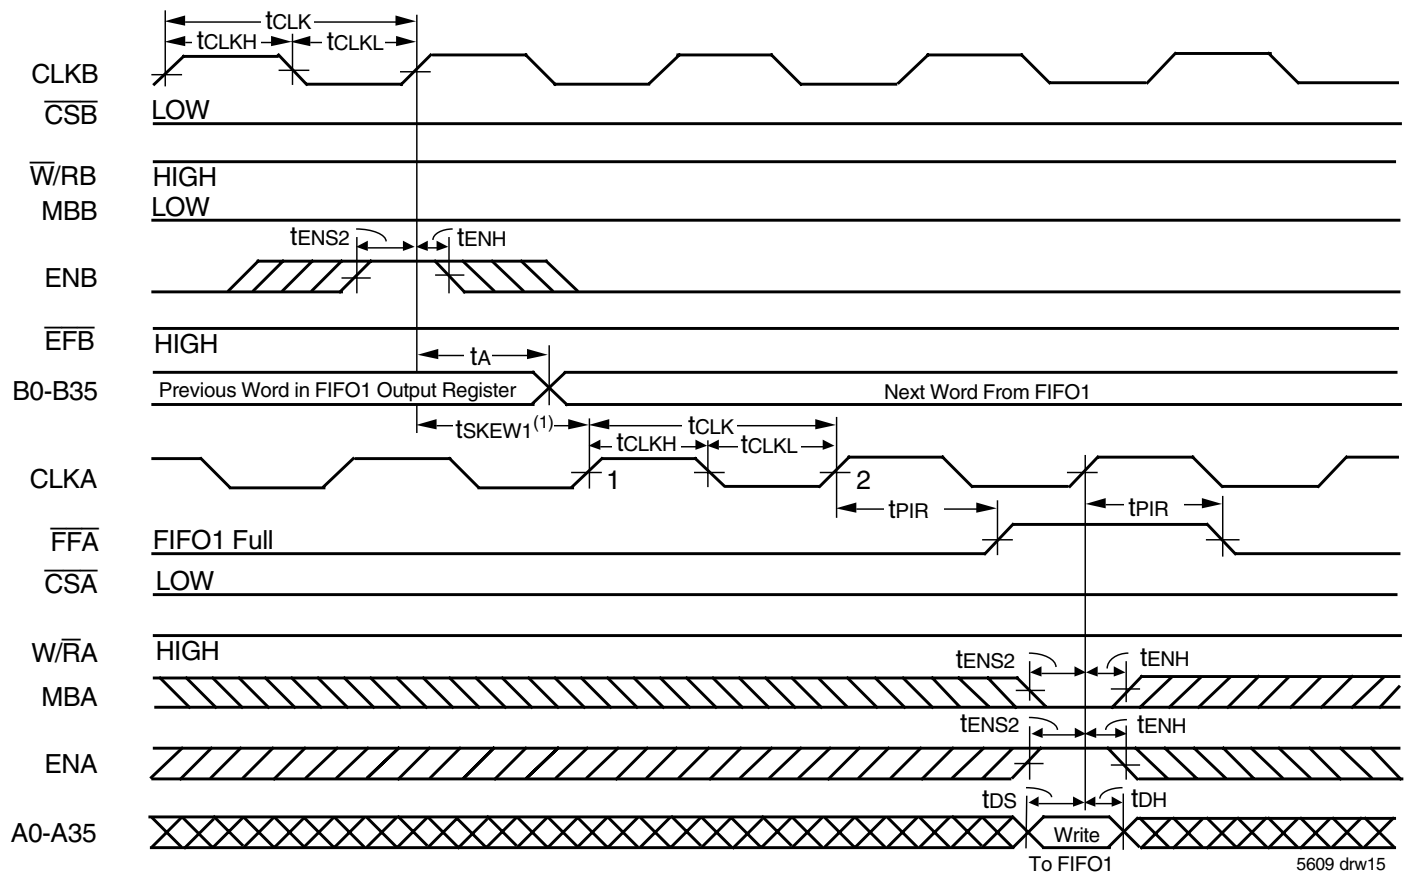 tCLK
tCLKH tCLKL
CLKB
CSB LOW
W/RB HIGH
MBB LOW
tENS2 tENH
ENB
EFB HIGH
tA
B0-B35 Previous Word in FIFO1 Output Register Next Word From FIFO1
tSKEW1(1) tCLK
tCLKH tCLKL
CLKA 1 2
tPIR tPIR
FFA FIFO1 Full
CSA LOW
W/RA HIGH
tENS2 tENH
MBA
tENS2 tENH
ENA
tDS tDH
A0-A35 Write
To FIFO1 5609 drw15